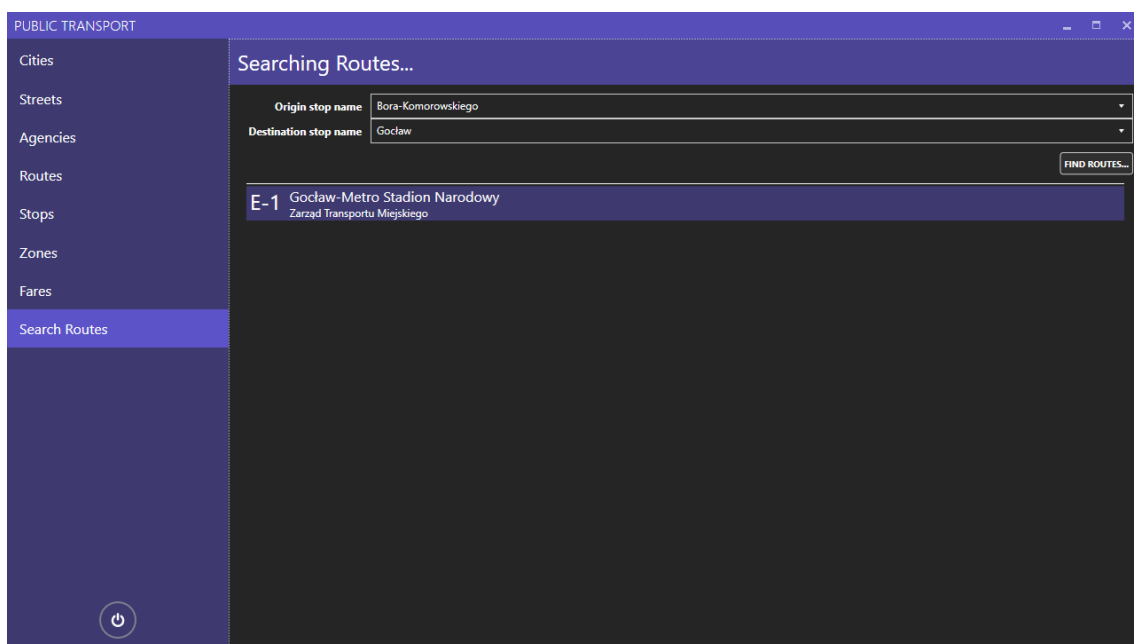 PUBLIC TRANSPORT
Cities
Streets
Agencies
Routes
Stops
Zones
Fares
Search Routes
Searching Routes...
Origin stop name Bora-Komorowskiego
Destination stop name Gocław
FIND ROUTES...
E-1 Gocław-Metro Stadion Narodowy
Zarząd Transportu Miejskiego